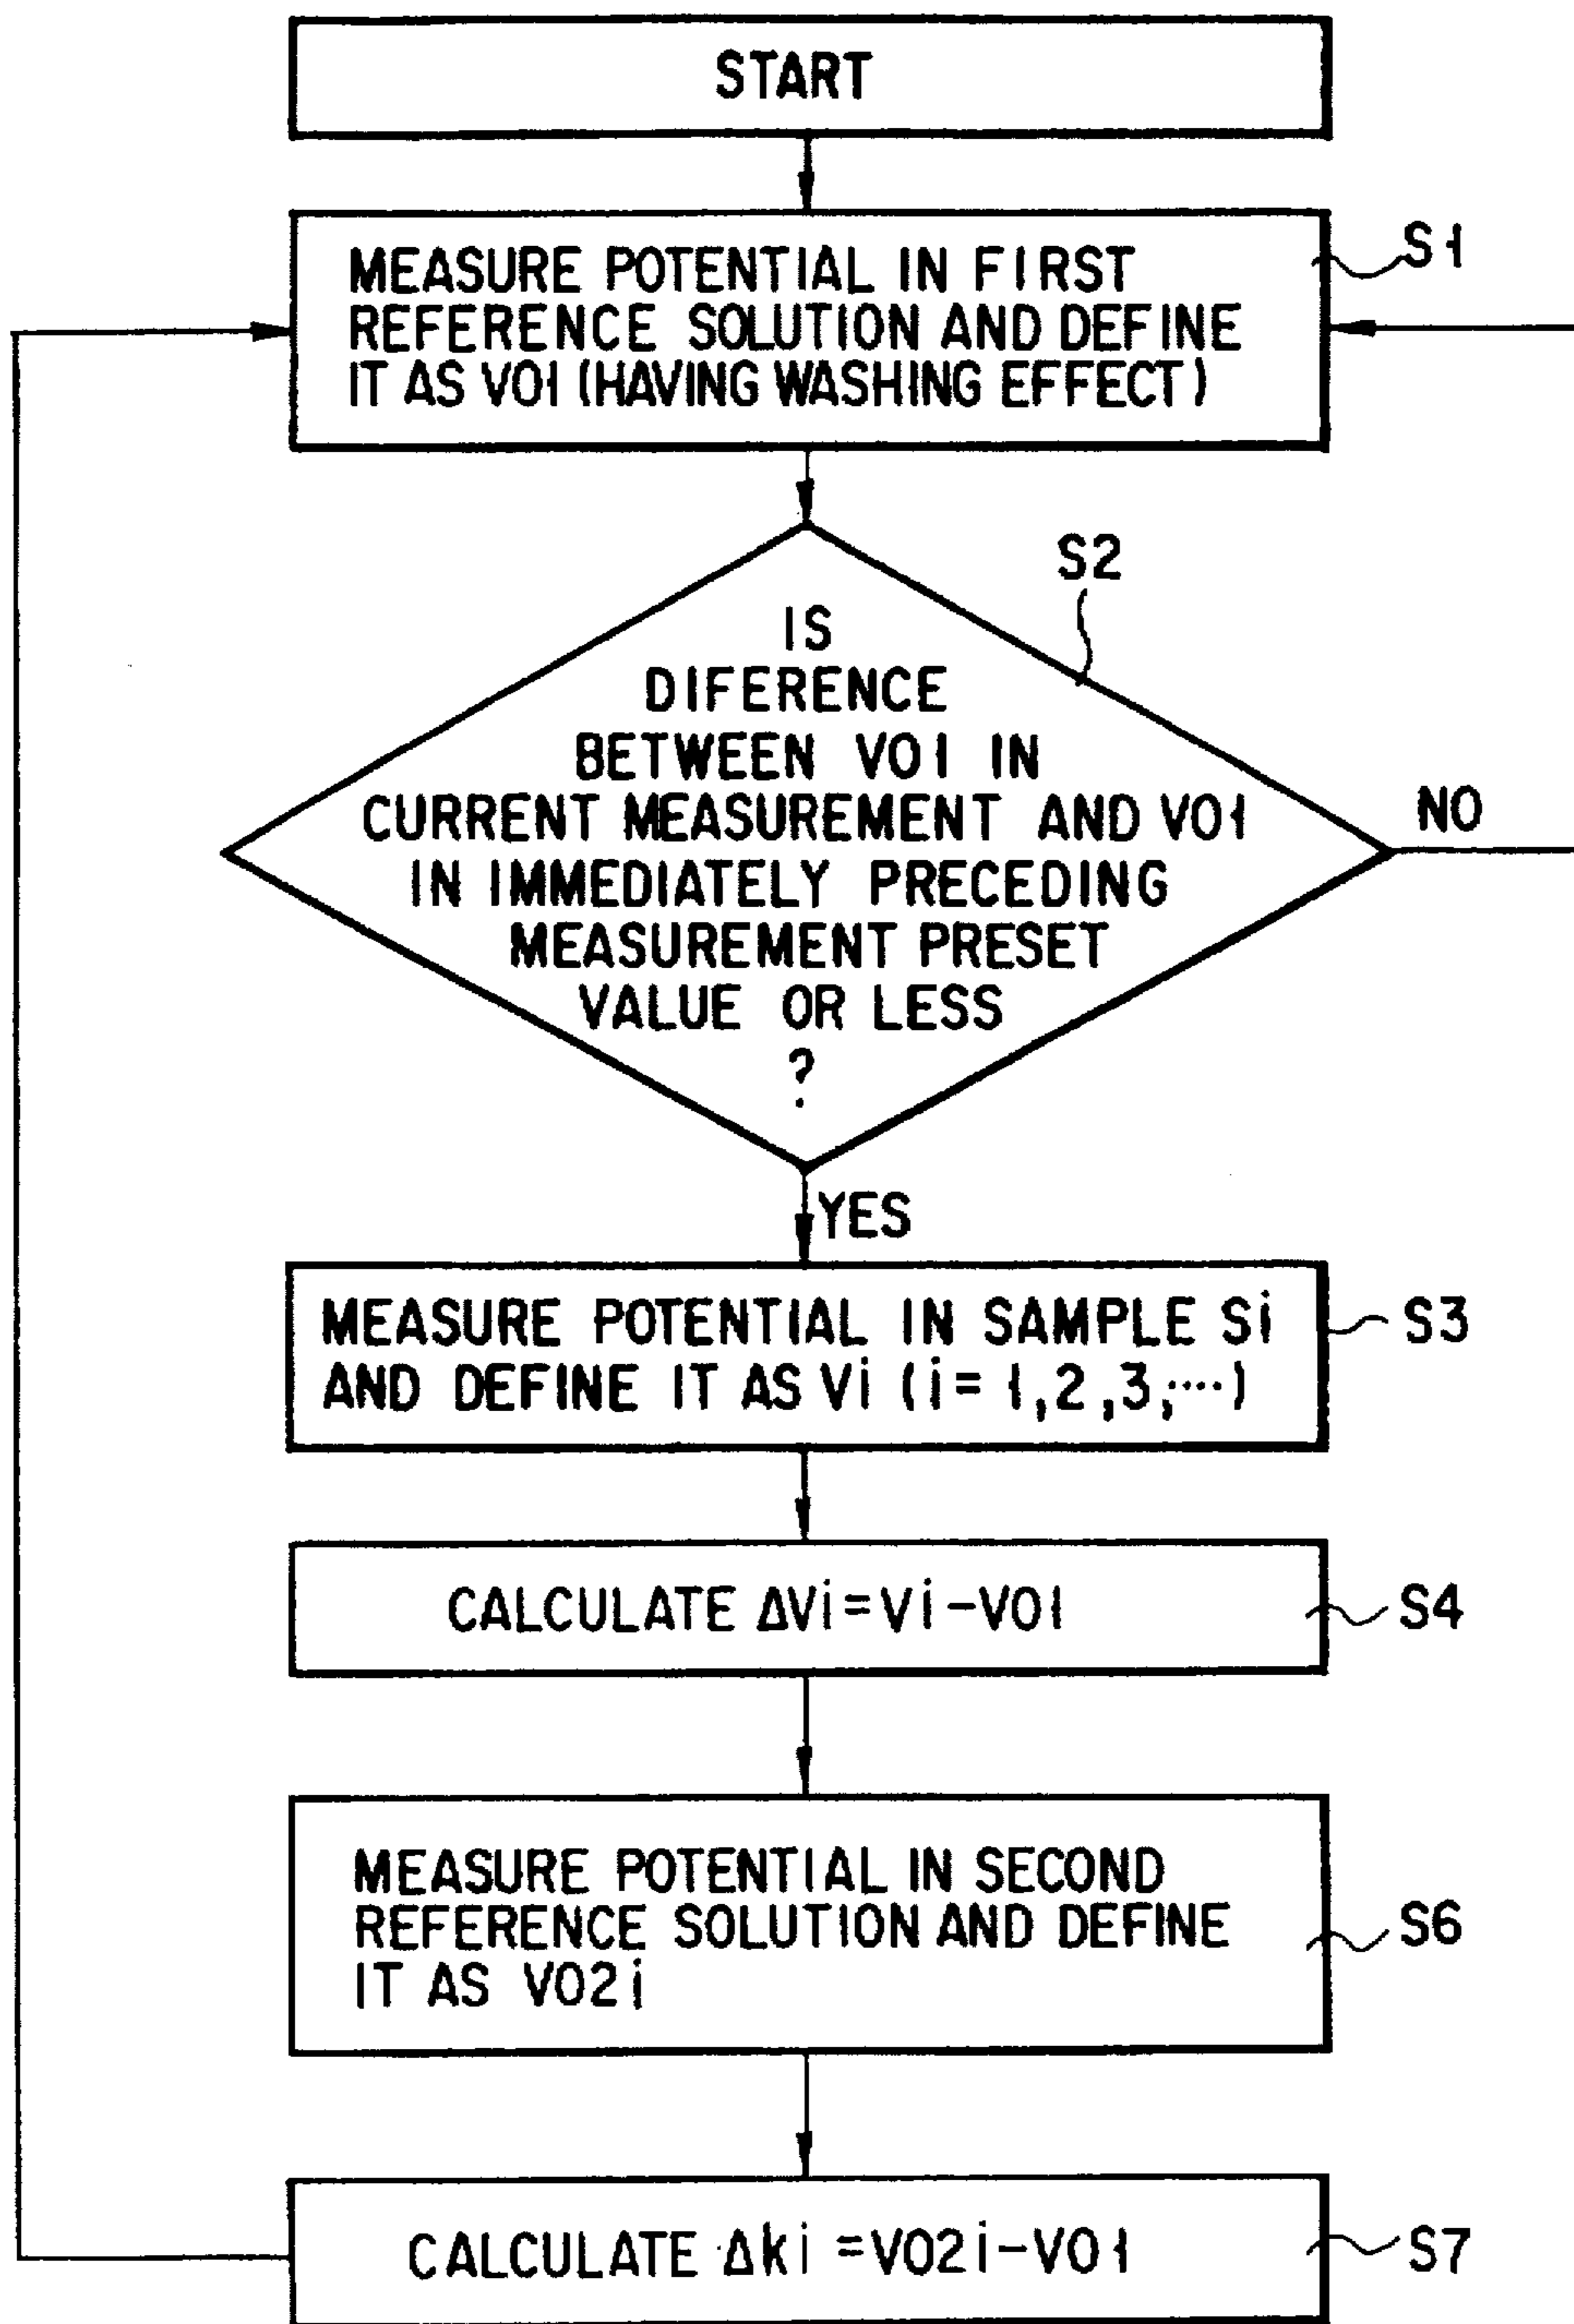 START
MEASURE POTENTIAL IN FIRST
REFERENCE SOLUTION AND DEFINE
IT AS V01 (HAVING WASHING EFFECT)
S1
S2
IS
DIFERENCE
BETWEEN V01 IN
CURRENT MEASUREMENT AND V01
IN IMMEDIATELY PRECEDING
MEASUREMENT PRESET
VALUE OR LESS
?
NO
YES
MEASURE POTENTIAL IN SAMPLE Si
AND DEFINE IT AS Vi (i = 1,2,3,····)
S3
CALCULATE ΔVi=Vi-V01
S4
MEASURE POTENTIAL IN SECOND
REFERENCE SOLUTION AND DEFINE
IT AS V02i
S6
CALCULATE Δki =V02i-V01
S7